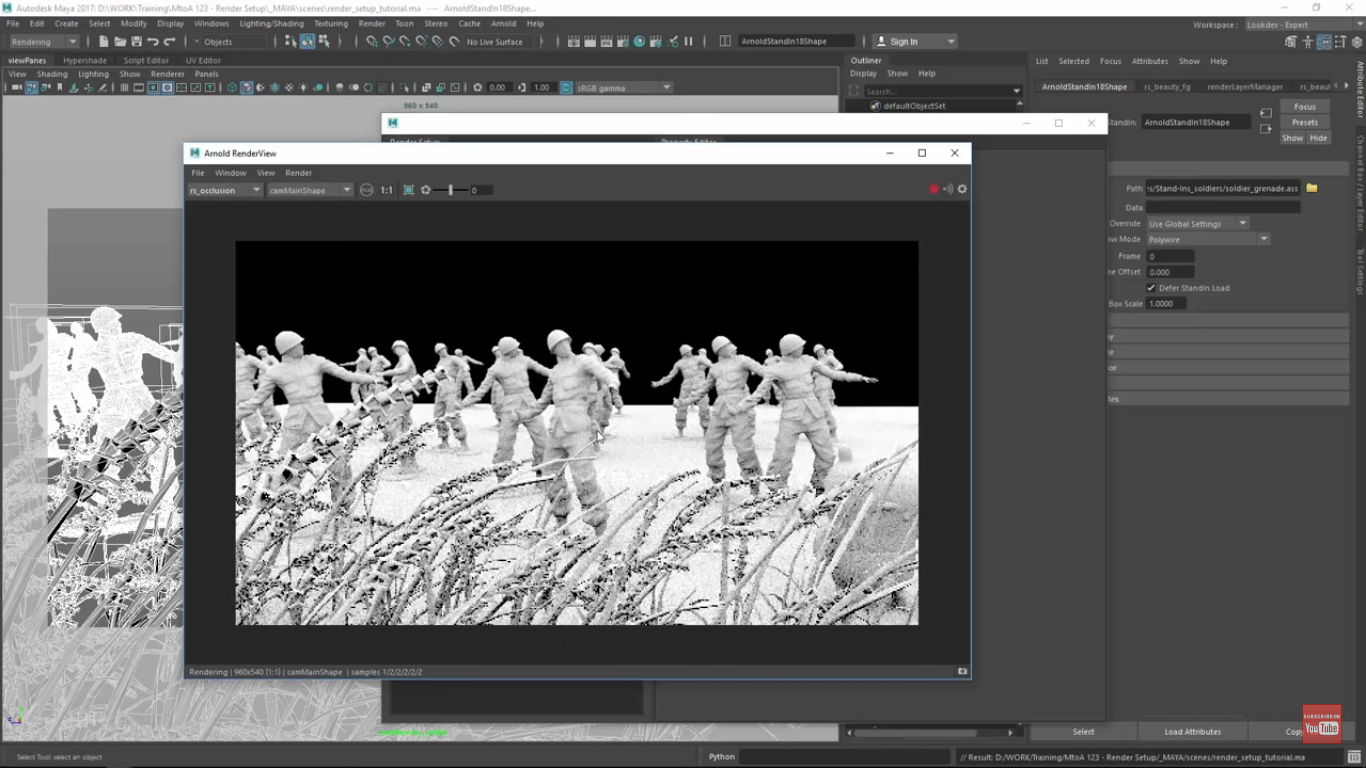 Autodesk Maya 2017: D:\WORK\Training\MtoA 123 - Render Setup\_MAYA\scenes\render_setup_tutorial.ma --- ArnoldStandIn18Shape...
File Edit Create Select Modify Display Windows Lighting/Shading Texturing Render Toon Stereo Cache Arnold Help
Workspace : Lookdev - Expert
Rendering Objects No Live Surface ArnoldStandIn18Shape Sign In
viewPanes Hypershade Script Editor UV Editor
View Shading Lighting Show Renderer Panels
0.00 1.00 sRGB gamma
960 x 540
Outliner
Display Show Help
Search...
defaultObjectSet
List Selected Focus Attributes Show Help
ArnoldStandIn18Shape rs_beauty_fg renderLayerManager rs_beaut
Focus
Presets
Show Hide
StandIn: ArnoldStandIn18Shape
Arnold RenderView
File Window View Render
rs_occlusion camMainShape 1:1 0
Path :s/Stand-Ins_soldiers/soldier_grenade.ass
Data
Override Use Global Settings
ow Mode Polywire
Frame 0
ne Offset 0.000
Defer StandIn Load
Box Scale 1.0000
Attribute Editor
Channel Box / Layer Editor
Tool Settings
Rendering | 960x540 (1:1) | camMainShape | samples 1/2/2/2/2/2
Select Load Attributes Cop
SUBSCRIBE ON
YouTube
Select Tool: select an object
Python
// Result: D:/WORK/Training/MtoA 123 - Render Setup/_MAYA/scenes/render_setup_tutorial.ma